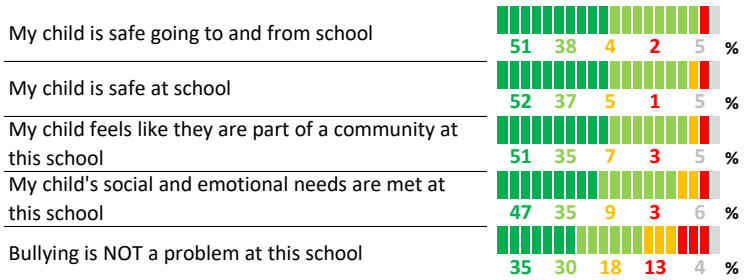 My child is safe going to and from school
51 38 4 2 5 %
My child is safe at school
52 37 5 1 5 %
My child feels like they are part of a community at
this school
51 35 7 3 5 %
My child's social and emotional needs are met at
this school
47 35 9 3 6 %
Bullying is NOT a problem at this school
35 30 18 13 4 %